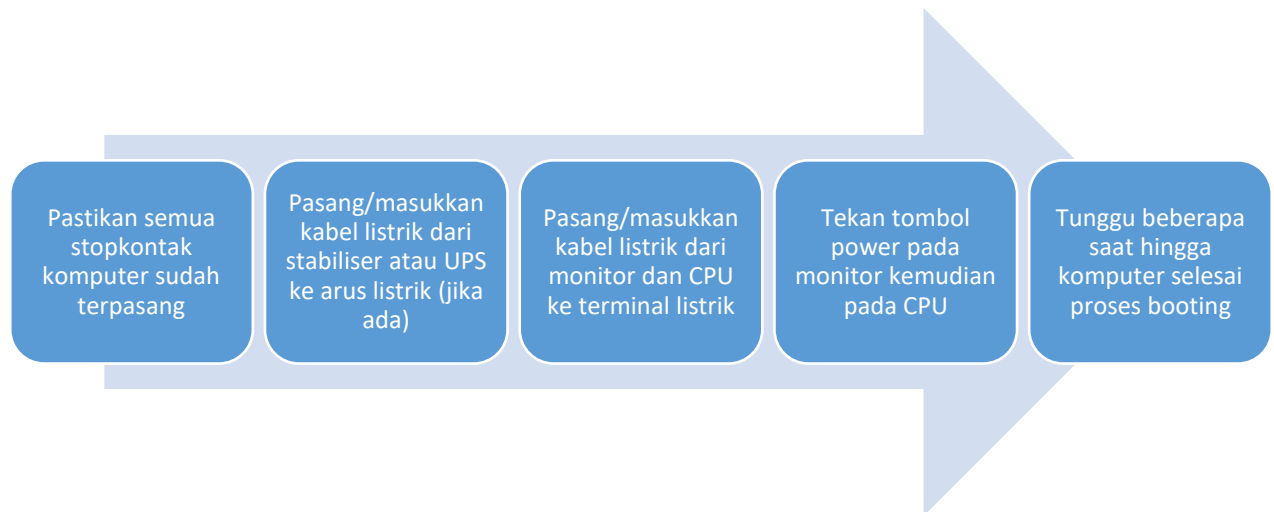 Pastikan semua
stopkontak
komputer sudah
terpasang
Pasang/masukkan
kabel listrik dari
stabiliser atau UPS
ke arus listrik (jika
ada)
Pasang/masukkan
kabel listrik dari
monitor dan CPU
ke terminal listrik
Tekan tombol
power pada
monitor kemudian
pada CPU
Tunggu beberapa
saat hingga
komputer selesai
proses booting